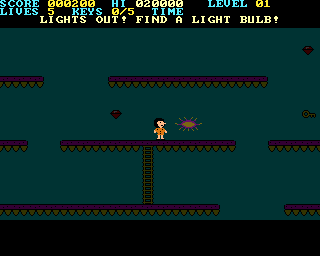 SCORE 000200 HI 020000 LEVEL 01
LIVES 5 KEYS 0/5 TIME
LIGHTS OUT! FIND A LIGHT BULB!